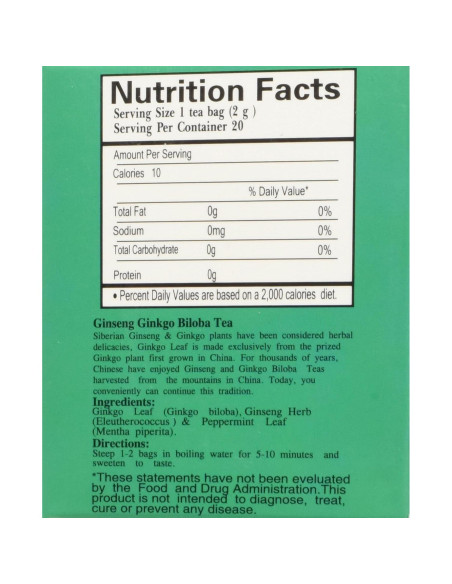 Nutrition Facts
Serving Size 1 tea bag (2 g )
Serving Per Container 20
Amount Per Serving
Calories 10
% Daily Value*
Total Fat 0g 0%
Sodium 0mg 0%
Total Carbohydrate 0g 0%
Protein 0g
• Percent Daily Values are based on a 2,000 calories diet.
Ginseng Ginkgo Biloba Tea
Siberian Ginseng & Ginkgo plants have been considered herbal
delicacies, Ginkgo Leaf is made exclusively from the prized
Ginkgo plant first grown in China. For thousands of years,
Chinese have enjoyed Ginseng and Ginkgo Biloba Teas
harvested from the mountains in China. Today, you
conveniently can continue this tradition.
Ingredients:
Ginkgo Leaf (Ginkgo biloba), Ginseng Herb
(Eleutherococcur ) & Peppermint Leaf
(Mentha piperita).
Directions:
Steep 1-2 bags in boiling water for 5-10 minutes and
sweeten to taste.
*These statements have not been eveluated
by the Food and Drug Administration.This
product is not intended to diagnose, treat,
cure or prevent any disease.